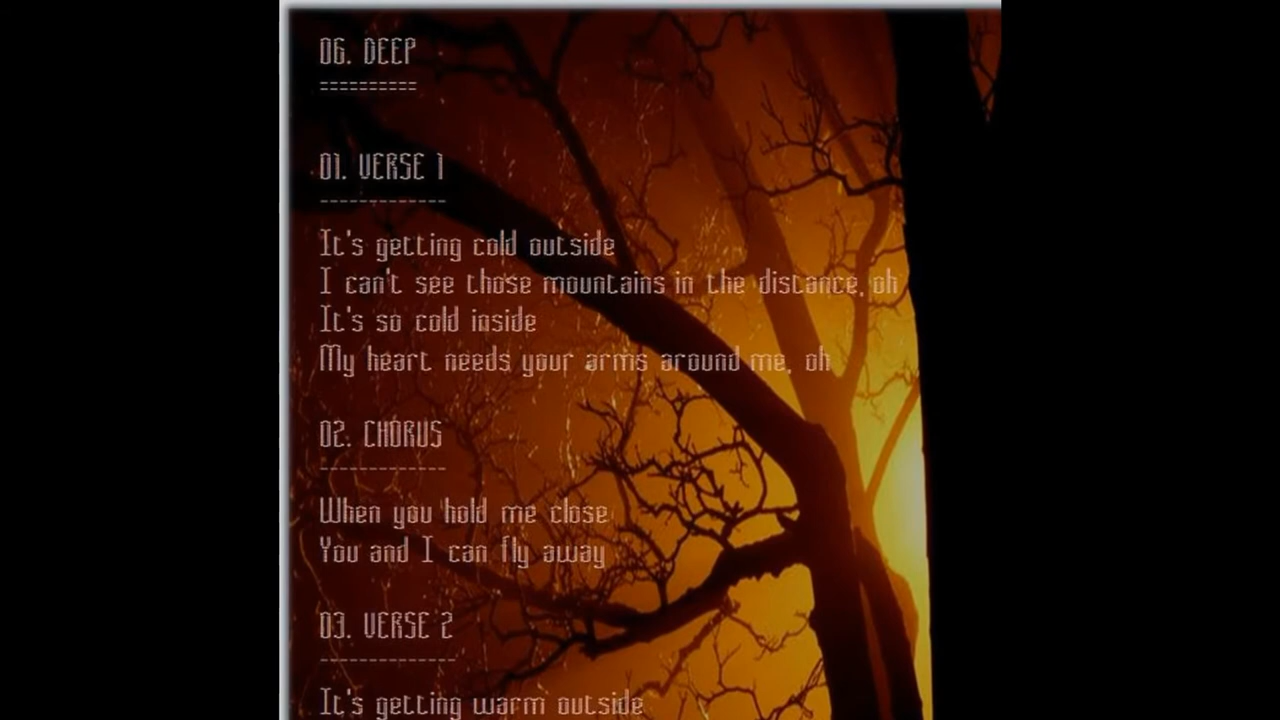 06. DEEP
==========
01. VERSE 1
-------------
It's getting cold outside
I can't see those mountains in the distance, oh
It's so cold inside
My heart needs your arms around me, oh
02. CHORUS
-------------
When you hold me close
You and I can fly away
03. VERSE 2
--------------
It's getting warm outside